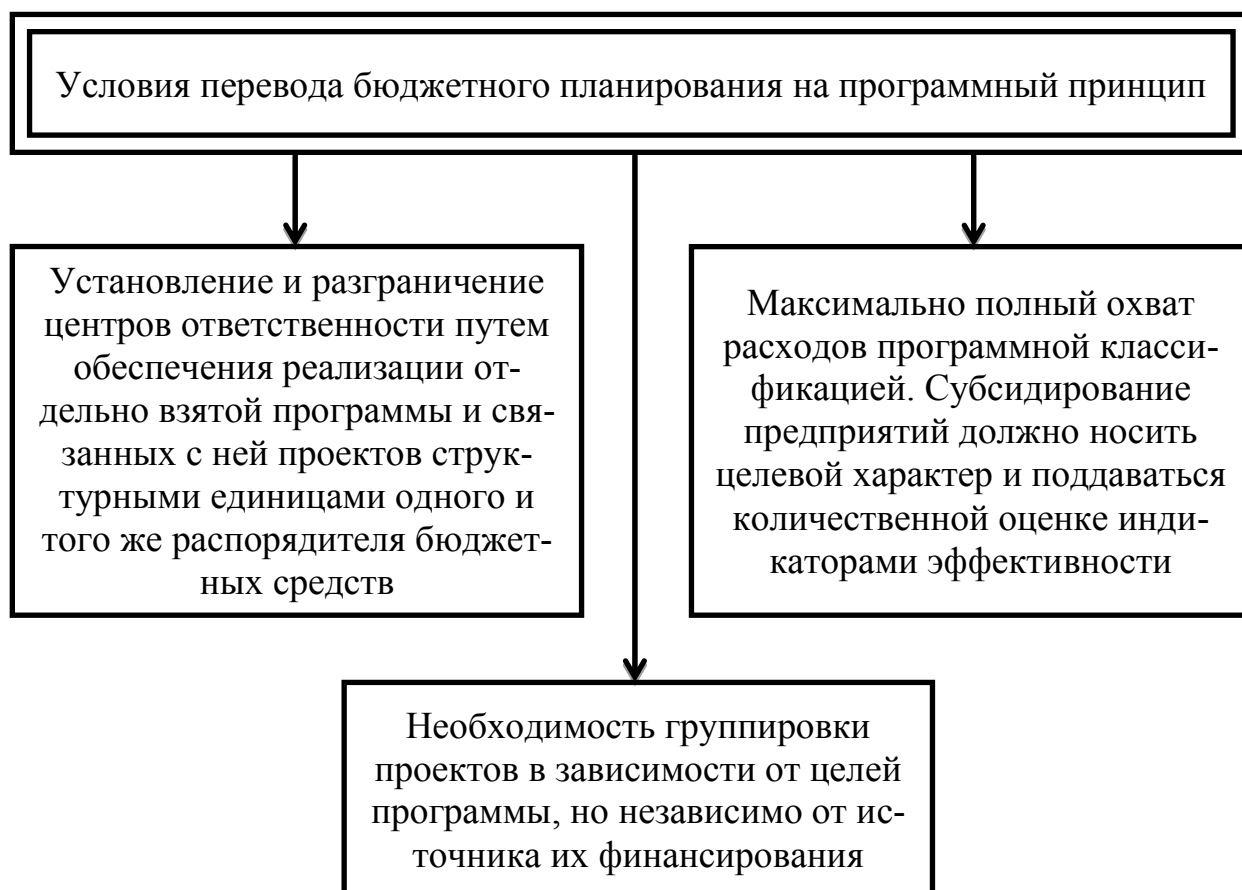 Условия перевода бюджетного планирования на программный принцип
Установление и разграничение
центров ответственности путем
обеспечения реализации от-
дельно взятой программы и свя-
занных с ней проектов струк-
турными единицами одного и
того же распорядителя бюджет-
ных средств
Максимально полный охват
расходов программной класси-
фикацией. Субсидирование
предприятий должно носить
целевой характер и поддаваться
количественной оценке инди-
каторами эффективности
Необходимость группировки
проектов в зависимости от целей
программы, но независимо от ис-
точника их финансирования